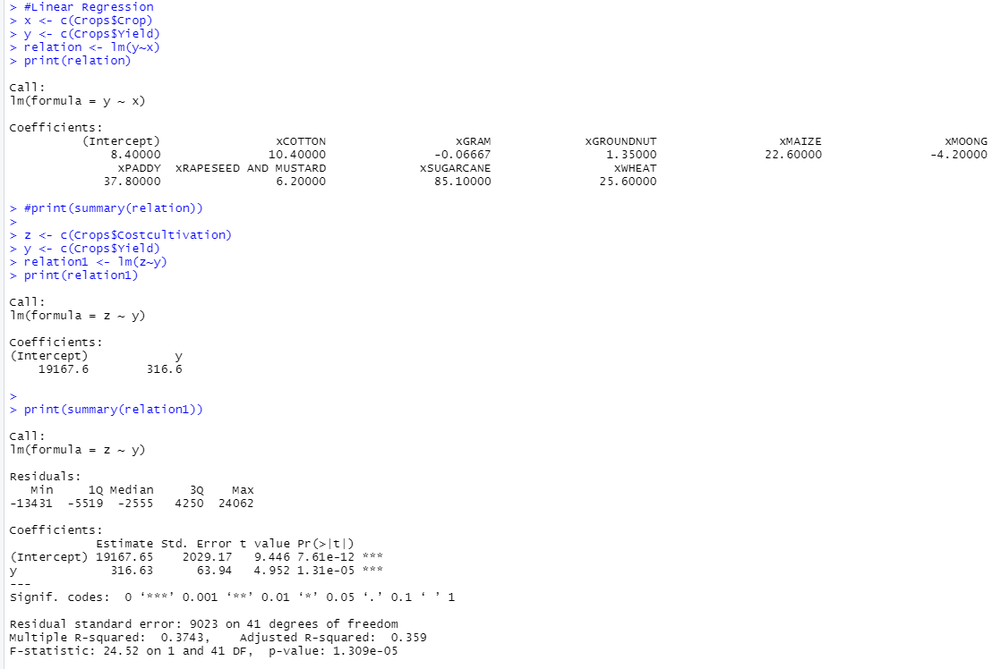 > #Linear Regression
> x <- c(Crops$Crop)
> y <- c(Crops$Yield)
> relation <- lm(y~x)
> print(relation)
Call:
lm(formula = y ~ x)
Coefficients:
(Intercept) xCOTTON xGRAM xGROUNDNUT xMAIZE xMOONG
8.40000 10.40000 -0.06667 1.35000 22.60000 -4.20000
xPADDY xRAPESEED AND MUSTARD xSUGARCANE xWHEAT
37.80000 6.20000 85.10000 25.60000
> #print(summary(relation))
>
> z <- c(Crops$Costcultivation)
> y <- c(Crops$Yield)
> relation1 <- lm(z~y)
> print(relation1)
Call:
lm(formula = z ~ y)
Coefficients:
(Intercept) y
19167.6 316.6
>
> print(summary(relation1))
Call:
lm(formula = z ~ y)
Residuals:
Min 1Q Median 3Q Max
-13431 -5519 -2555 4250 24062
Coefficients:
Estimate Std. Error t value Pr(>|t|)
(Intercept) 19167.65 2029.17 9.446 7.61e-12 ***
y 316.63 63.94 4.952 1.31e-05 ***
---
Signif. codes: 0 ‘***’ 0.001 ‘**’ 0.01 ‘*’ 0.05 ‘.’ 0.1 ‘ ’ 1
Residual standard error: 9023 on 41 degrees of freedom
Multiple R-squared: 0.3743, Adjusted R-squared: 0.359
F-statistic: 24.52 on 1 and 41 DF, p-value: 1.309e-05